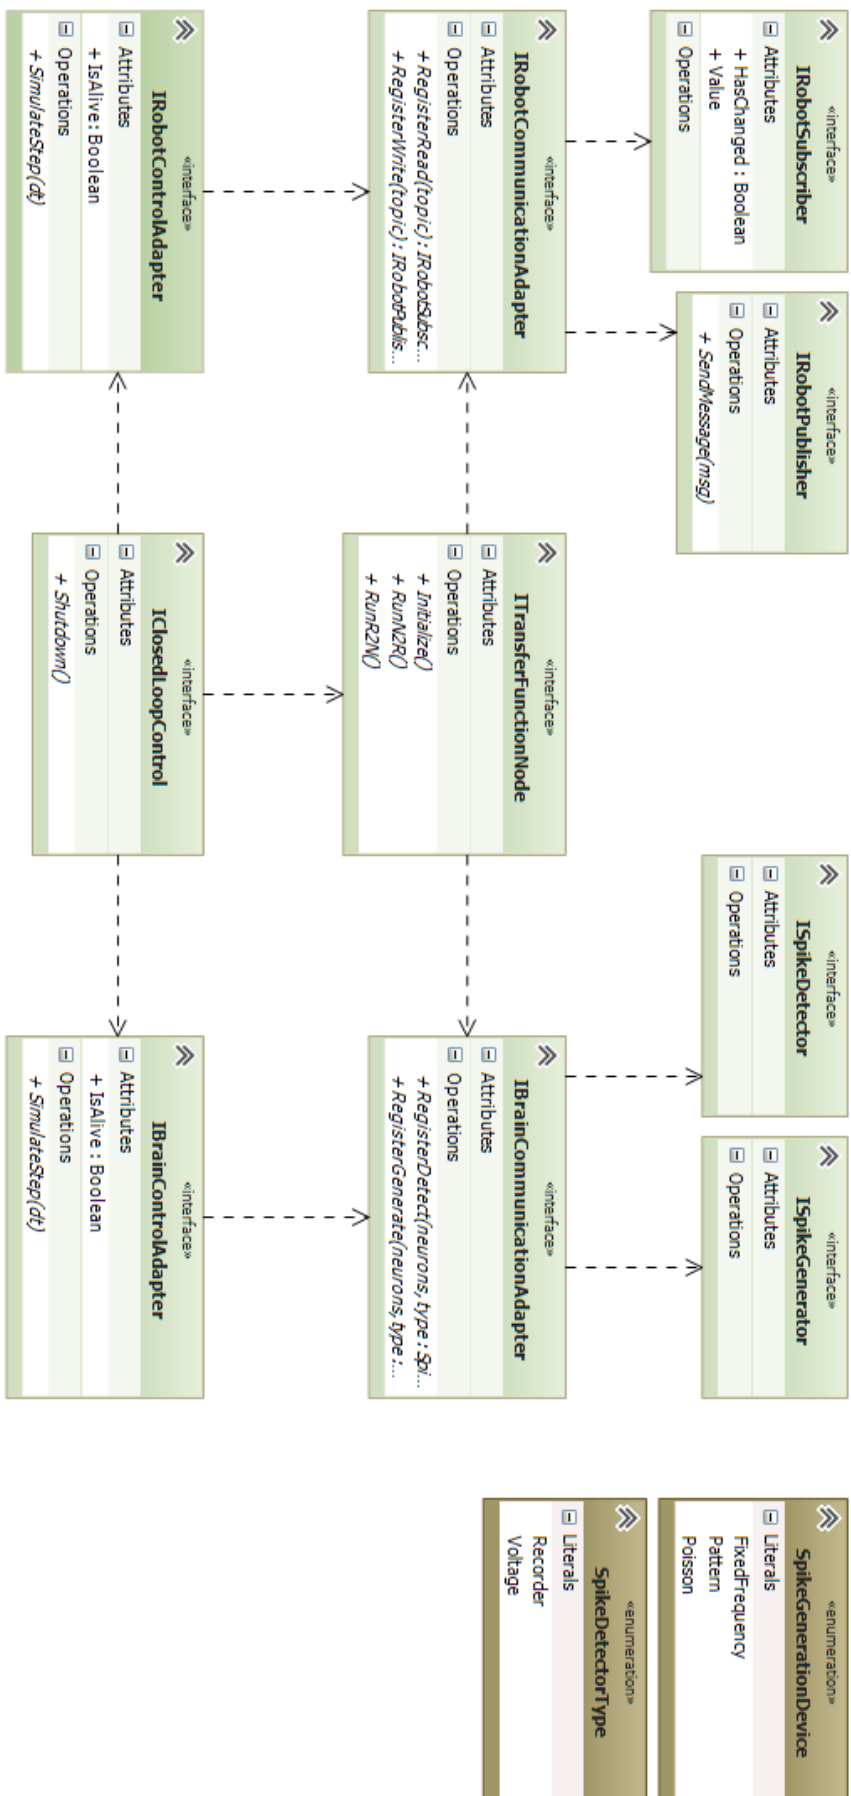 «interface»
IRobotSubscriber
Attributes
+ HasChanged : Boolean
+ Value
Operations
«interface»
IRobotPublisher
Attributes
Operations
+ SendMessage(msg)
«interface»
ISpikeDetector
Attributes
Operations
«interface»
ISpikeGenerator
Attributes
Operations
«enumeration»
SpikeGenerationDevice
Literals
FixedFrequency
Pattern
Poisson
«interface»
IRobotCommunicationAdapter
Attributes
Operations
+ RegisterRead(topic) : IRobotSubsc...
+ RegisterWrite(topic) : IRobotPublis...
«interface»
ITransferFunctionNode
Attributes
Operations
+ Initialize()
+ RunN2R()
+ RunR2N()
«interface»
IBrainCommunicationAdapter
Attributes
Operations
+ RegisterDetect(neurons, type : Spi...
+ RegisterGenerate(neurons, type :...
«enumeration»
SpikeDetectorType
Literals
Recorder
Voltage
«interface»
IRobotControlAdapter
Attributes
+ IsAlive : Boolean
Operations
+ SimulateStep(dt)
«interface»
IClosedLoopControl
Attributes
Operations
+ Shutdown()
«interface»
IBrainControlAdapter
Attributes
+ IsAlive : Boolean
Operations
+ SimulateStep(dt)